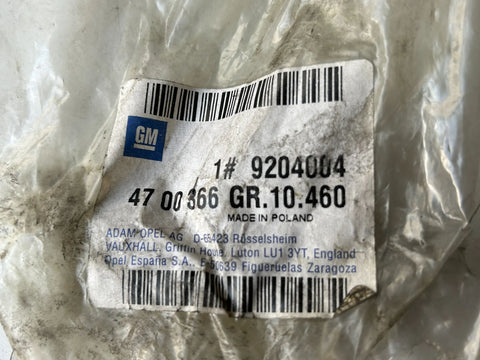 GM
1# 9204004
47 00 366 GR.10.460
MADE IN POLAND
ADAM OPEL AG D-65423 Rüsselsheim
VAUXHALL, Griffin House, Luton LU1 3YT, England
Opel España S.A., E-50639 Figueruelas Zaragoza